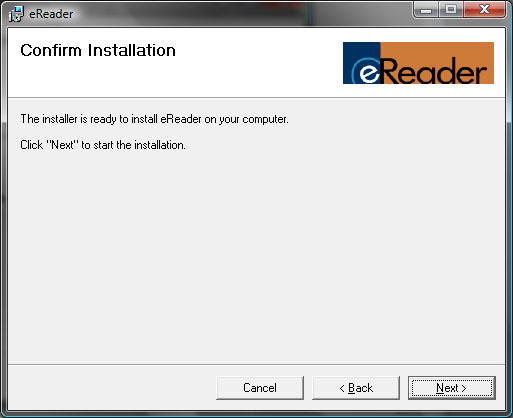 eReader
Confirm Installation
eReader
The installer is ready to install eReader on your computer.
Click "Next" to start the installation.
Cancel
< Back
Next >